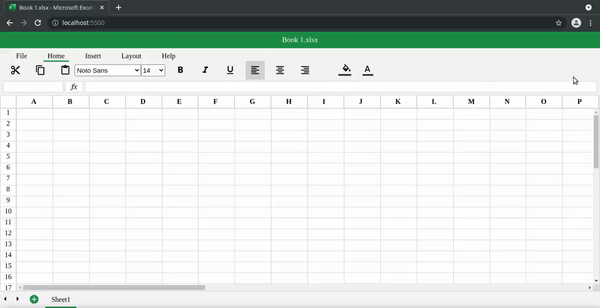 Book 1.xlsx - Microsoft Excel
localhost:5500
Book 1.xlsx
File Home Insert Layout Help
Noto Sans 14 B I U A
fx
A B C D E F G H I J K L M N O P
1
2
3
4
5
6
7
8
9
10
11
12
13
14
15
16
17
Sheet1